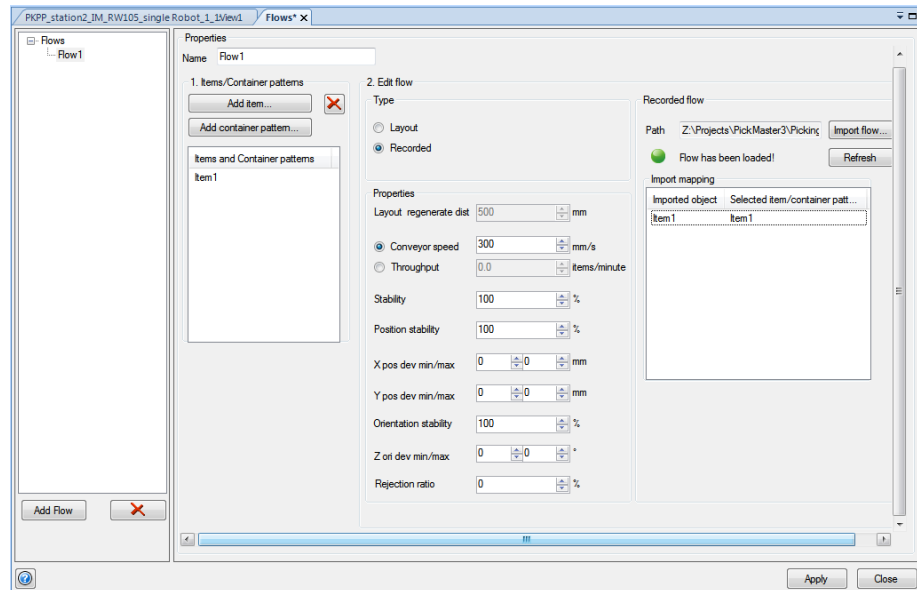 PKPP_station2_IM_RW105_single Robot_1_1View1
Flows* X
Flows
Flow1
Properties
Name Flow1
1. Items/Container patterns
Add item...
Add container pattern...
Items and Container patterns
Item1
2. Edit flow
Type
Layout
Recorded
Properties
Layout regenerate dist 500 mm
Conveyor speed 300 mm/s
Throughput 0.0 items/minute
Stability 100 %
Position stability 100 %
X pos dev min/max 0 0 mm
Y pos dev min/max 0 0 mm
Orientation stability 100 %
Z ori dev min/max 0 0 °
Rejection ratio 0 %
Recorded flow
Path Z:\Projects\PickMaster3\Picking Import flow...
Flow has been loaded! Refresh
Import mapping
Imported object Selected item/container patt...
Item1 Item1
Add Flow
Apply Close